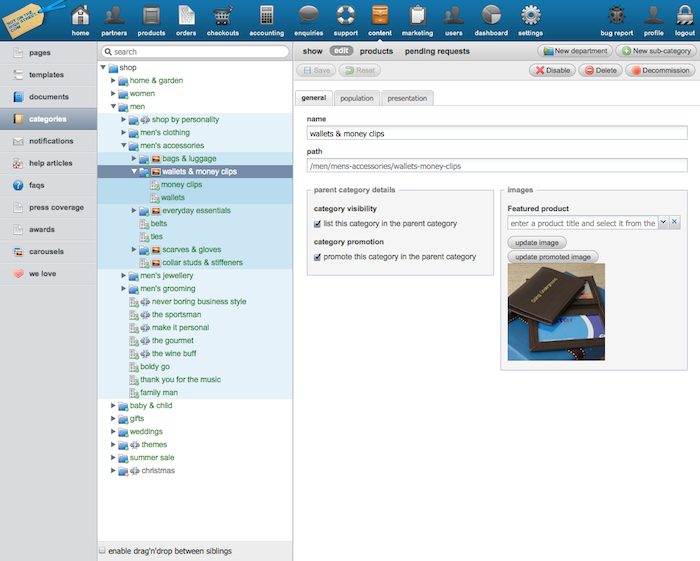 NOT ON THE
HIGH STREET
.COM
home
partners
products
orders
checkouts
accounting
enquiries
support
content
marketing
users
dashboard
settings
bug report
profile
logout
pages
templates
documents
categories
notifications
help articles
faqs
press coverage
awards
carousels
we love
search
shop
home & garden
women
men
shop by personality
men's clothing
men's accessories
bags & luggage
wallets & money clips
money clips
wallets
everyday essentials
belts
ties
scarves & gloves
collar studs & stiffeners
men's jewellery
men's grooming
never boring business style
the sportsman
make it personal
the gourmet
the wine buff
boldy go
thank you for the music
family man
baby & child
gifts
weddings
themes
summer sale
christmas
enable drag'n'drop between siblings
show edit products pending requests
New department New sub-category
Save Reset
Disable Delete Decommission
general population presentation
name
wallets & money clips
path
/men/mens-accessories/wallets-money-clips
parent category details
category visibility
list this category in the parent category
category promotion
promote this category in the parent category
images
Featured product
enter a product title and select it from the
update image
update promoted image
Going Underground